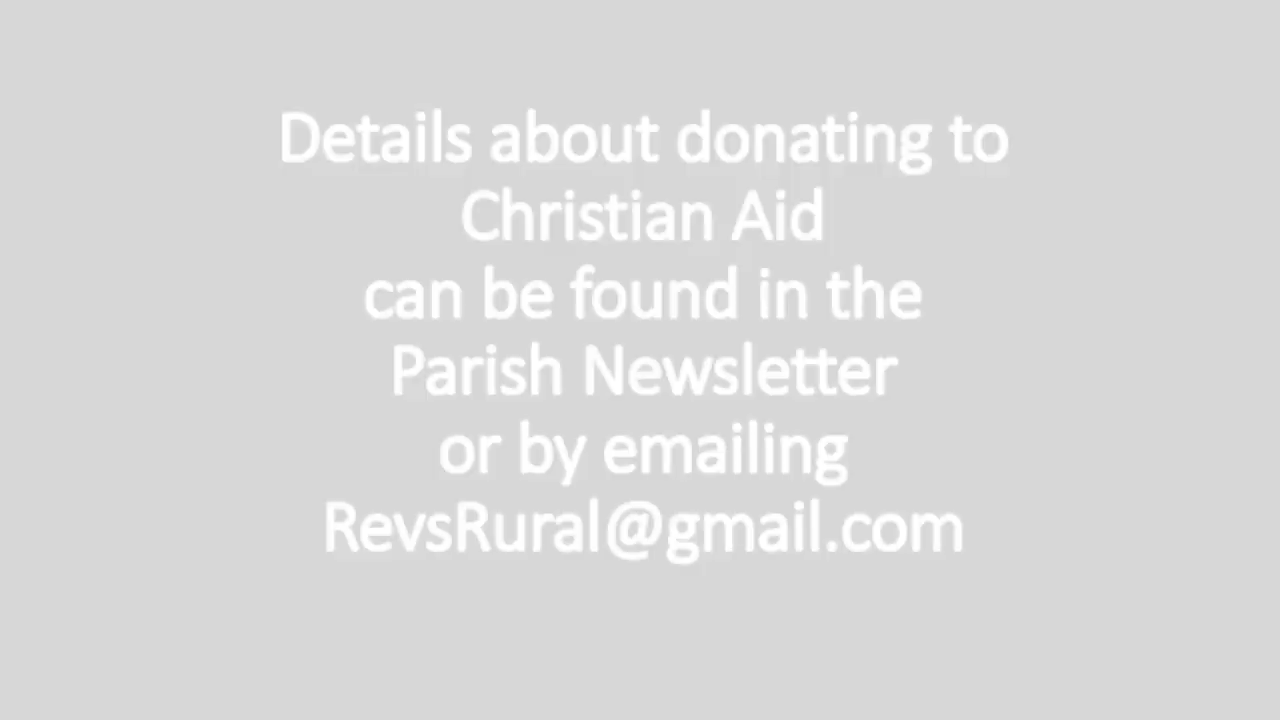 Details about donating to
Christian Aid
can be found in the
Parish Newsletter
or by emailing
RevsRural@gmail.com